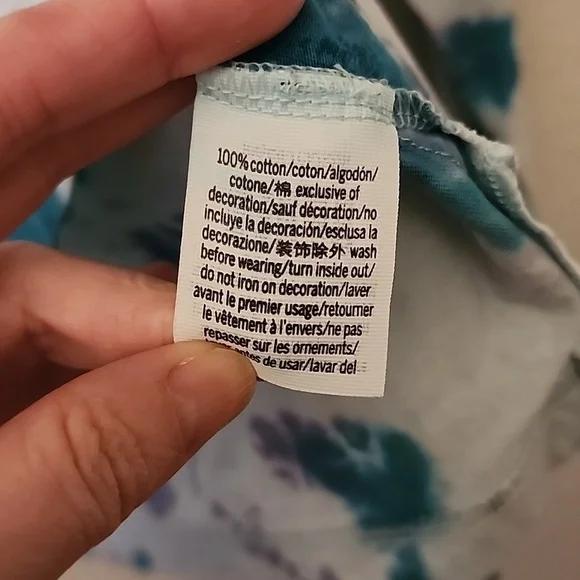 100% cotton/coton/algodón/
cotone/棉 exclusive of
decoration/sauf décoration/no
incluye la decoración/esclusa la
decorazione/装饰除外 wash
before wearing/turn inside out/
do not iron on decoration/laver
avant le premier usage/retourner
le vêtement à l'envers/ne pas
repasser sur les ornements/
de usar/lavar del